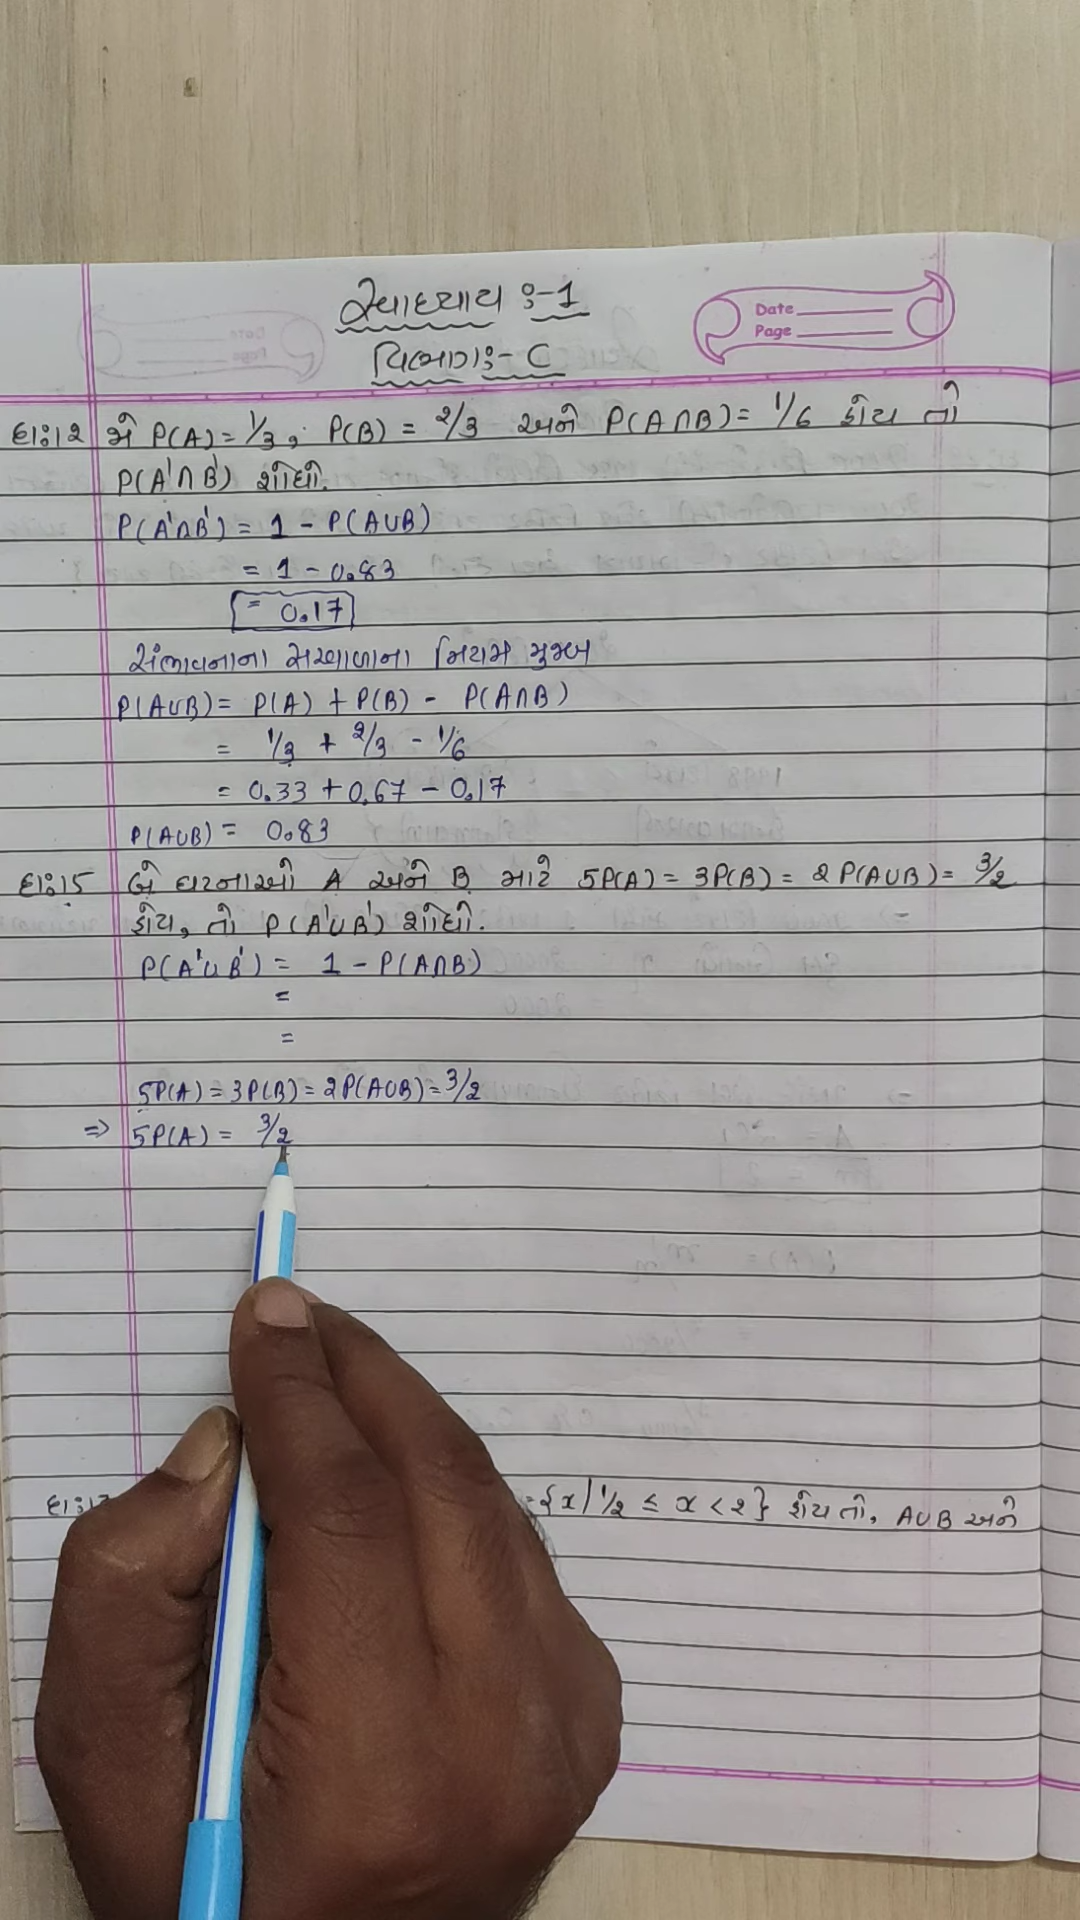 સ્વાધ્યાય :-1
વિભાગ:-C
Date
Page
દા:12 જો P(A) = 1/3, P(B) = 2/3 અને P(A∩B) = 1/6 હોય તો
P(A'∩B') શોધો.
P(A'∩B') = 1 - P(A∪B)
= 1 - 0.83
= 0.17
સંભાવનાના સરવાળાના નિયમ મુજબ
P(A∪B) = P(A) + P(B) - P(A∩B)
= 1/3 + 2/3 - 1/6
= 0.33 + 0.67 - 0.17
P(A∪B) = 0.83
દા:15 બે ઘટનાઓ A અને B માટે 5P(A) = 3P(B) = 2P(A∪B) = 3/2
હોય, તો P(A'∪B') શોધો.
P(A'∪B') = 1 - P(A∩B)
=
=
5P(A) = 3P(B) = 2P(A∪B) = 3/2
⇒ 5P(A) = 3/2
={x|1/2 ≤ x < 2} હોય તો, A∪B અને